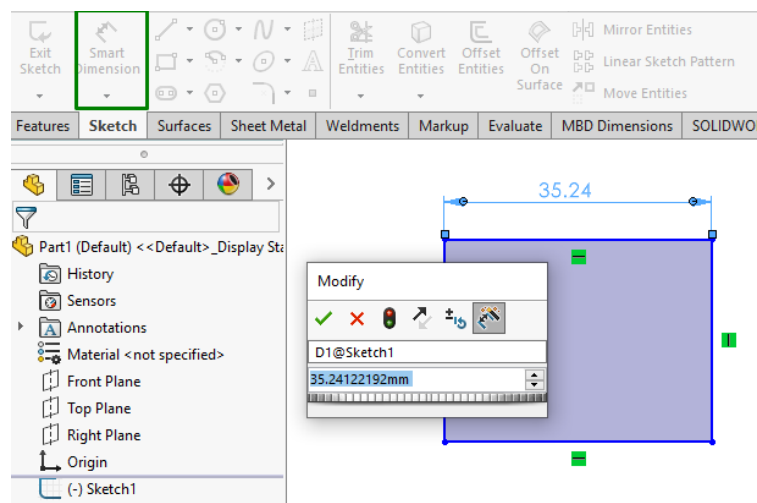 Exit
Sketch
Smart
Dimension
Trim
Entities
Convert
Entities
Offset
Entities
Offset
On
Surface
Mirror Entities
Linear Sketch Pattern
Move Entities
Features Sketch Surfaces Sheet Metal Weldments Markup Evaluate MBD Dimensions SOLIDWO
Part1 (Default) <<Default>_Display Sta
History
Sensors
Annotations
Material <not specified>
Front Plane
Top Plane
Right Plane
Origin
(-) Sketch1
35.24
Modify
D1@Sketch1
35.24122192mm